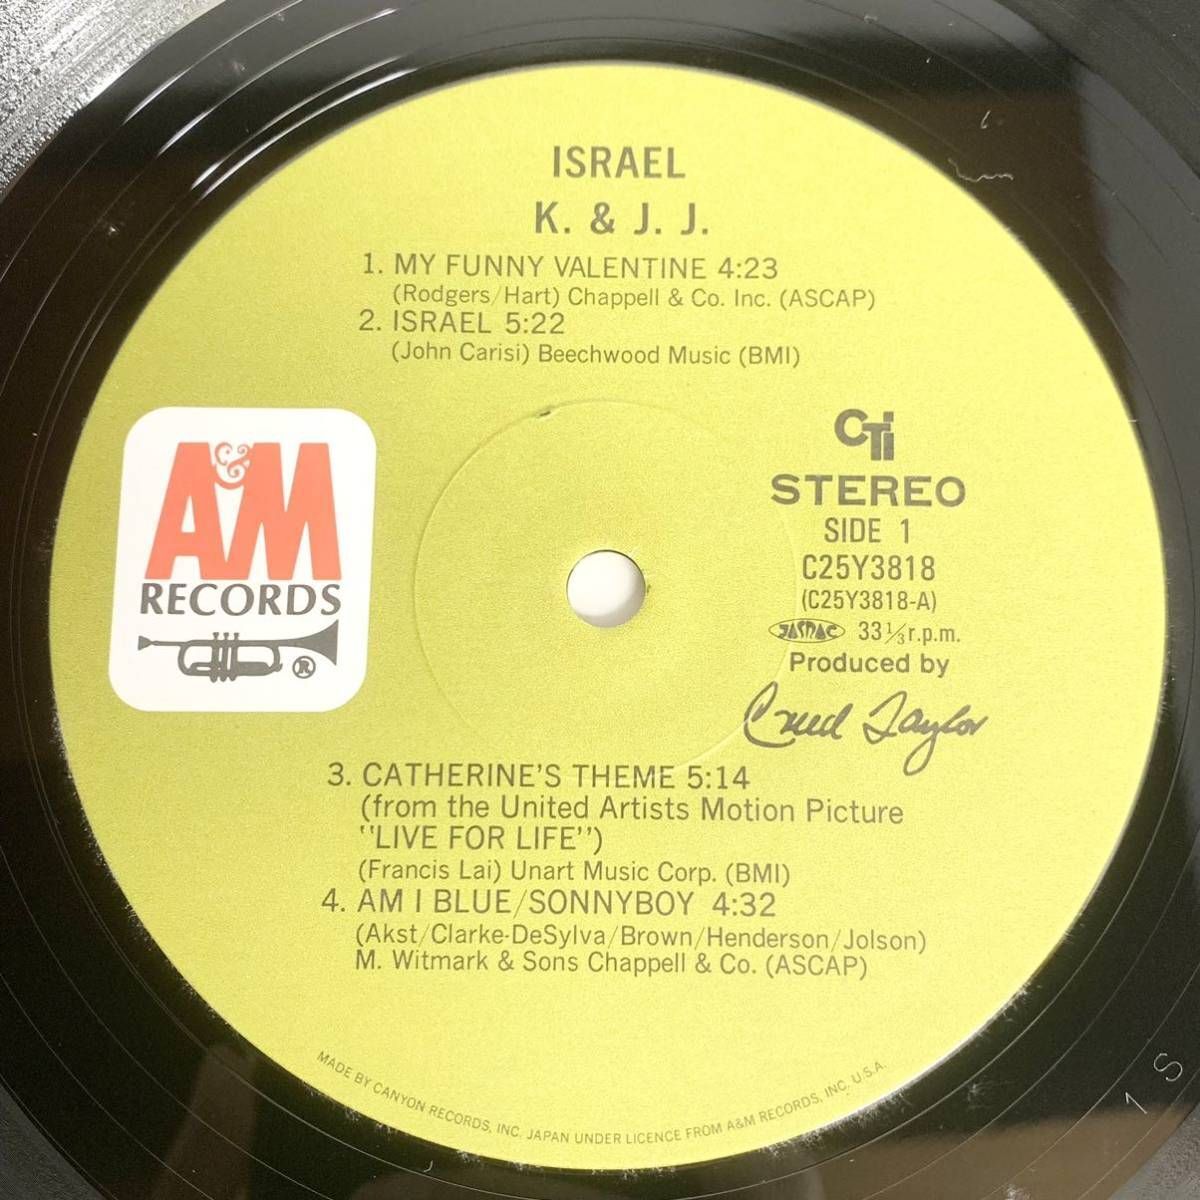 ISRAEL
K. & J. J.
1. MY FUNNY VALENTINE 4:23
(Rodgers/Hart) Chappell & Co. Inc. (ASCAP)
2. ISRAEL 5:22
(John Carisi) Beechwood Music (BMI)
A&M
RECORDS
®
CTi
STEREO
SIDE 1
C25Y3818
(C25Y3818-A)
JASRAC 33 1/3 r.p.m.
Produced by
Creed Taylor
3. CATHERINE'S THEME 5:14
(from the United Artists Motion Picture
"LIVE FOR LIFE")
(Francis Lai) Unart Music Corp. (BMI)
4. AM I BLUE/SONNYBOY 4:32
(Akst/Clarke-DeSylva/Brown/Henderson/Jolson)
M. Witmark & Sons Chappell & Co. (ASCAP)
MADE BY CANYON RECORDS, INC. JAPAN UNDER LICENCE FROM A&M RECORDS, INC. U.S.A.
1 S